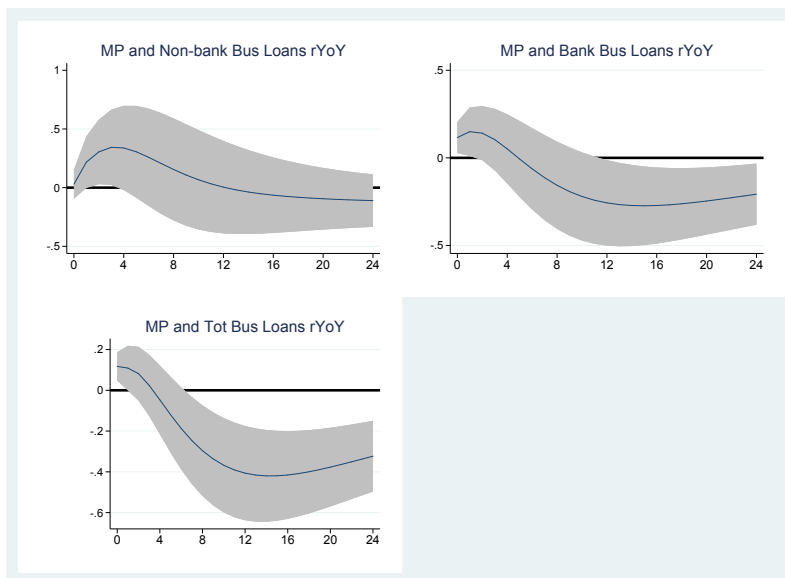 MP and Non-bank Bus Loans rYoY
1
.5
0
-.5
0 4 8 12 16 20 24
MP and Bank Bus Loans rYoY
.5
0
-.5
0 4 8 12 16 20 24
MP and Tot Bus Loans rYoY
.2
0
-.2
-.4
-.6
0 4 8 12 16 20 24